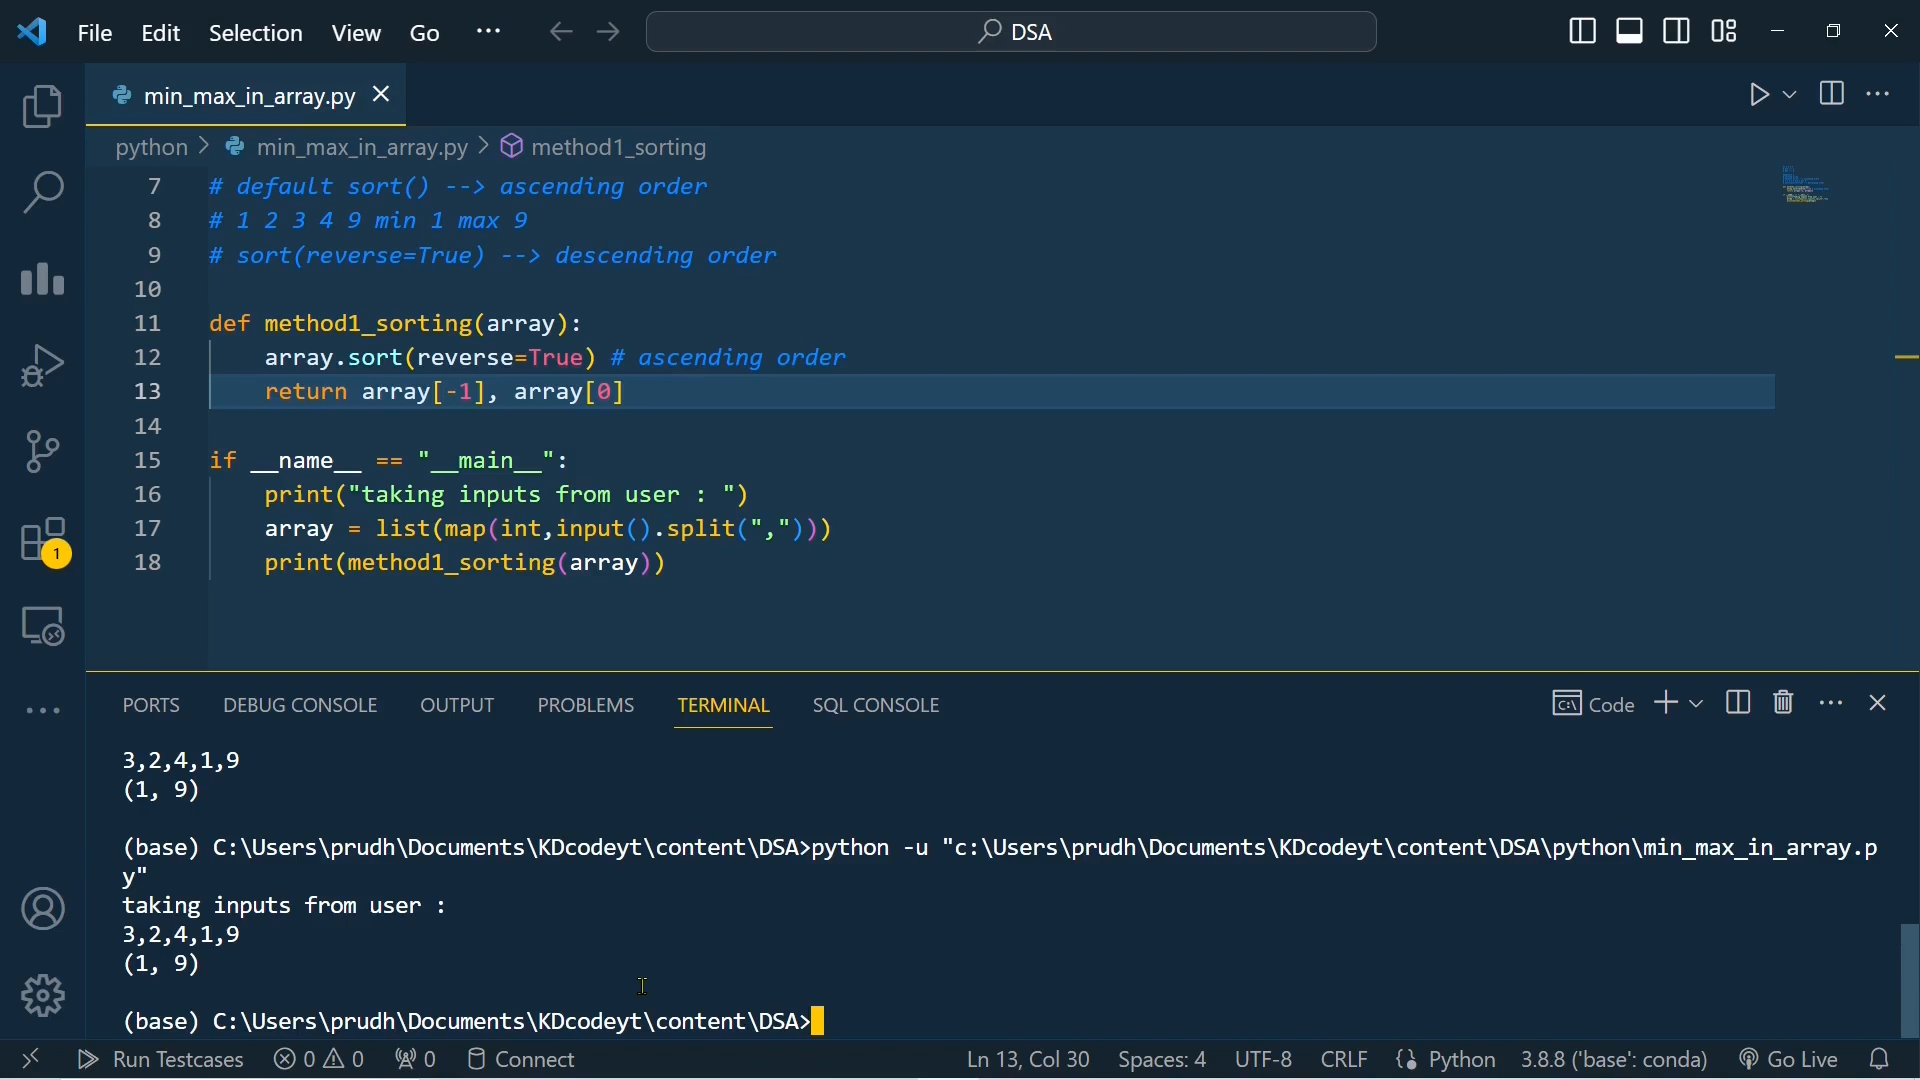 File Edit Selection View Go ··· DSA
min_max_in_array.py
python > min_max_in_array.py > method1_sorting
7 # default sort() --> ascending order
8 # 1 2 3 4 9 min 1 max 9
9 # sort(reverse=True) --> descending order
10
11 def method1_sorting(array):
12 array.sort(reverse=True) # ascending order
13 return array[-1], array[0]
14
15 if __name__ == "__main__":
16 print("taking inputs from user : ")
17 array = list(map(int,input().split(",")))
18 print(method1_sorting(array))
1
PORTS DEBUG CONSOLE OUTPUT PROBLEMS TERMINAL SQL CONSOLE Code
3,2,4,1,9
(1, 9)
(base) C:\Users\prudh\Documents\KDcodeyt\content\DSA>python -u "c:\Users\prudh\Documents\KDcodeyt\content\DSA\python\min_max_in_array.p
y"
taking inputs from user :
3,2,4,1,9
(1, 9)
(base) C:\Users\prudh\Documents\KDcodeyt\content\DSA>
Run Testcases 0 0 0 Connect Ln 13, Col 30 Spaces: 4 UTF-8 CRLF Python 3.8.8 ('base': conda) Go Live